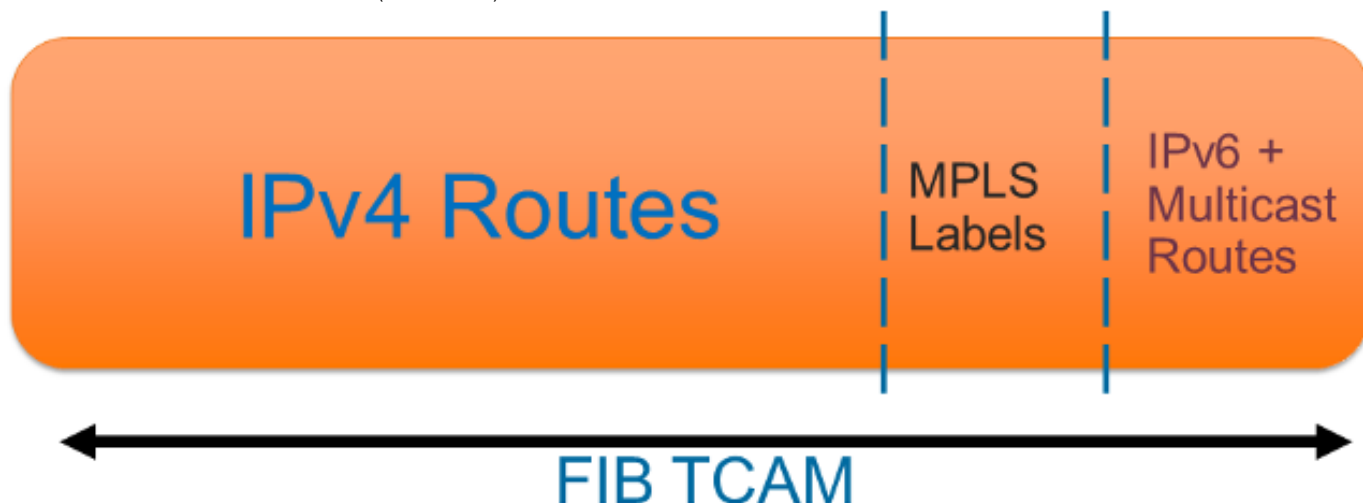 IPv4 Routes
MPLS
Labels
IPv6 +
Multicast
Routes
FIB TCAM